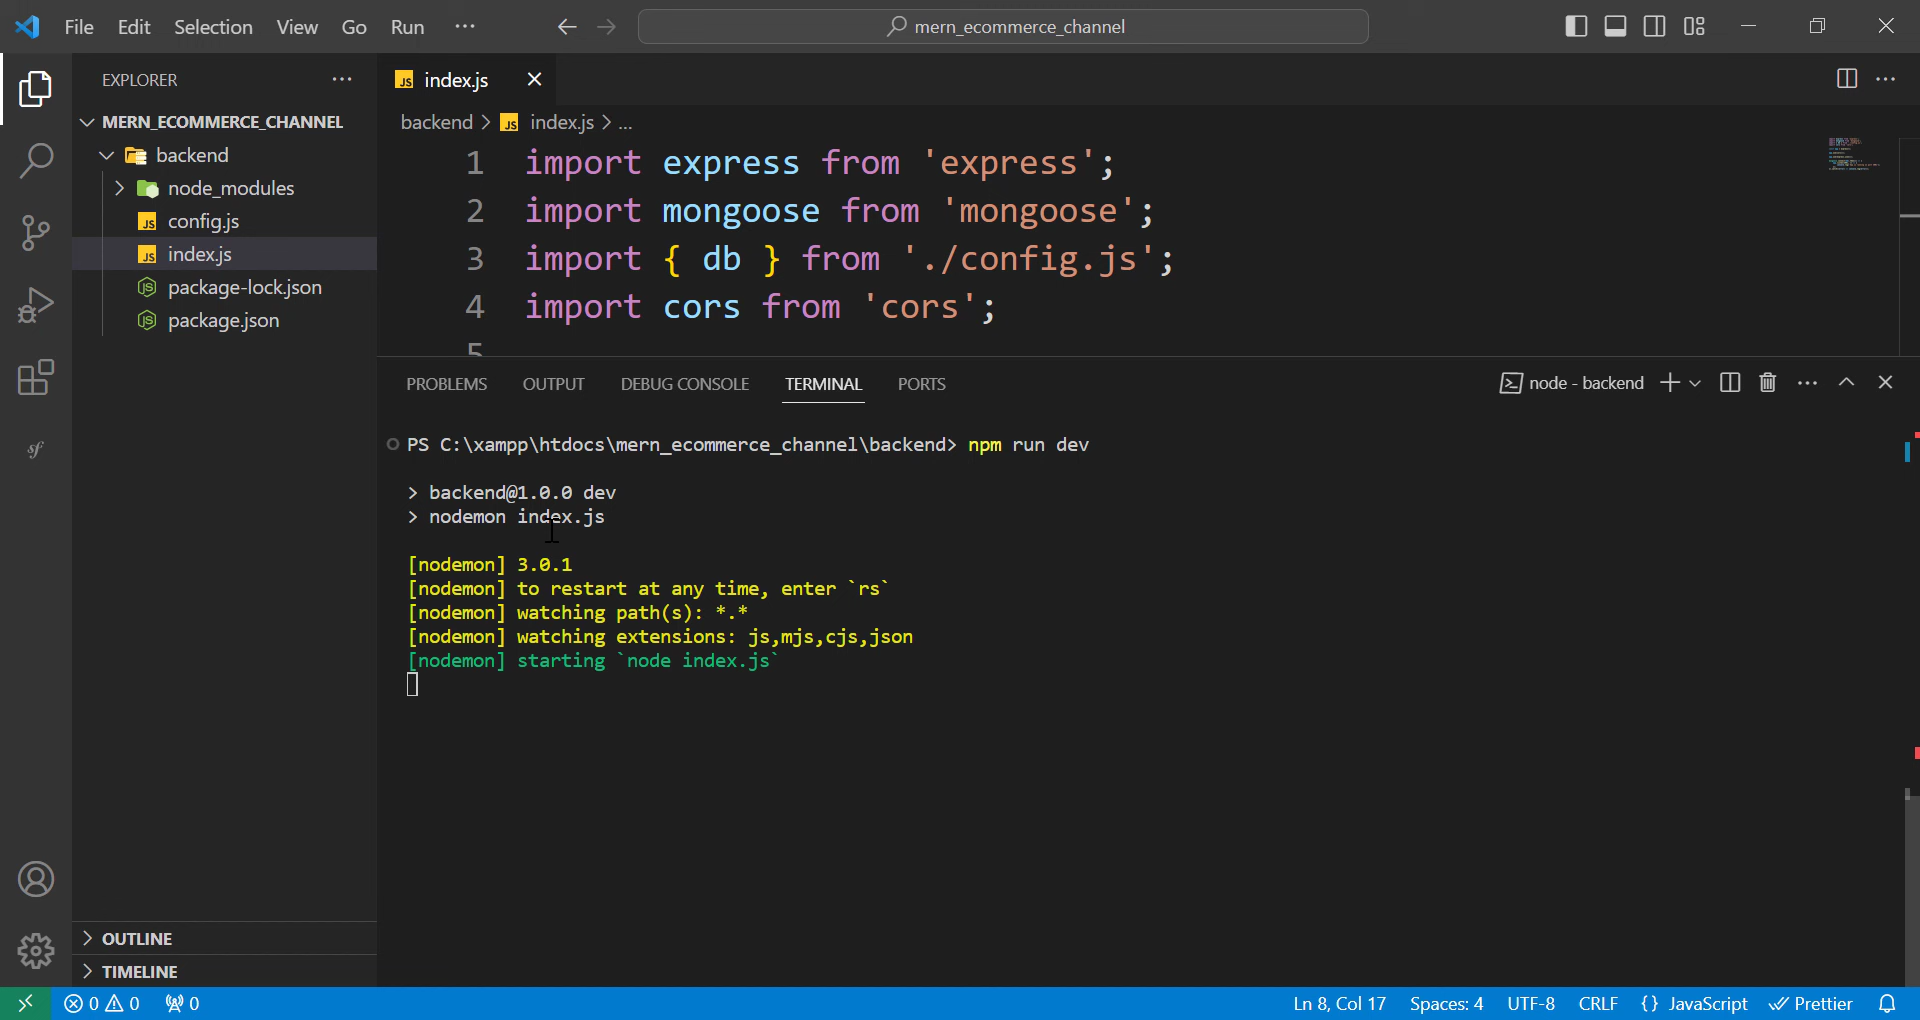 File Edit Selection View Go Run ···
mern_ecommerce_channel
EXPLORER
MERN_ECOMMERCE_CHANNEL
backend
node_modules
config.js
index.js
package-lock.json
package.json
OUTLINE
TIMELINE
JS index.js
backend > JS index.js > ...
1 import express from 'express';
2 import mongoose from 'mongoose';
3 import { db } from './config.js';
4 import cors from 'cors';
5
PROBLEMS OUTPUT DEBUG CONSOLE TERMINAL PORTS
node - backend
PS C:\xampp\htdocs\mern_ecommerce_channel\backend> npm run dev
> backend@1.0.0 dev
> nodemon index.js
[nodemon] 3.0.1
[nodemon] to restart at any time, enter `rs`
[nodemon] watching path(s): *.*
[nodemon] watching extensions: js,mjs,cjs,json
[nodemon] starting `node index.js`
0 0 0
Ln 8, Col 17 Spaces: 4 UTF-8 CRLF {} JavaScript Prettier